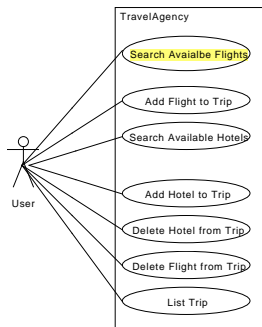 TravelAgency
Search Avaialbe Flights
Add Flight to Trip
Search Available Hotels
User
Add Hotel to Trip
Delete Hotel from Trip
Delete Flight from Trip
List Trip